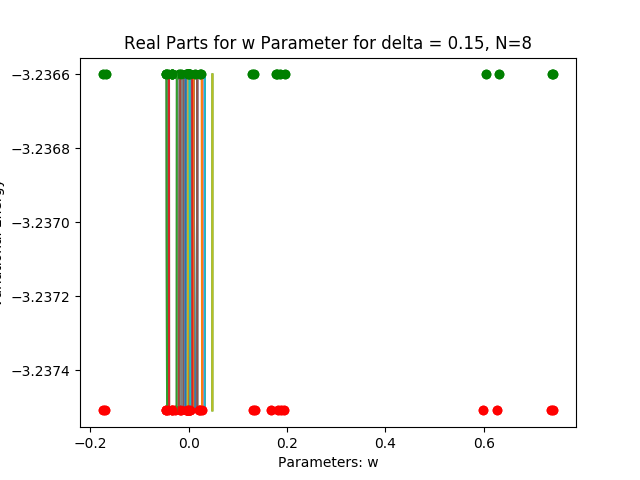 Real Parts for w Parameter for delta = 0.15, N=8
−3.2366
−3.2368
−3.2370
−3.2372
−3.2374
−0.2 0.0 0.2 0.4 0.6
Parameters: w